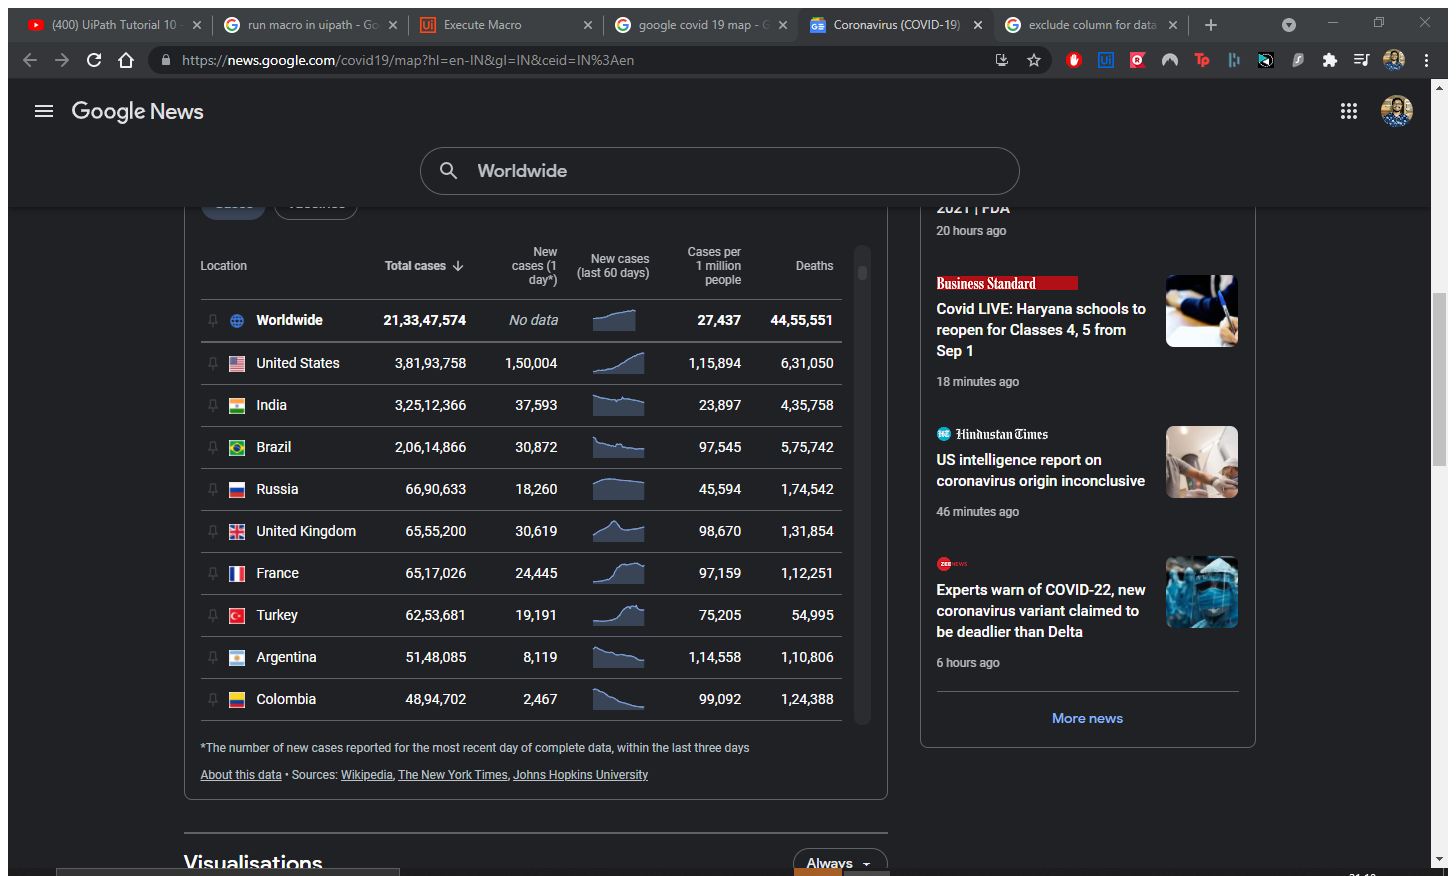 (400) UiPath Tutorial 10 -
run macro in uipath - Go
Ui Execute Macro
google covid 19 map - G
Coronavirus (COVID-19)
exclude column for data
https://news.google.com/covid19/map?hl=en-IN&gl=IN&ceid=IN%3Aen
Google News
Worldwide
Cases Vaccines
Location Total cases New cases (1 day*) New cases (last 60 days) Cases per 1 million people Deaths
Worldwide 21,33,47,574 No data 27,437 44,55,551
United States 3,81,93,758 1,50,004 1,15,894 6,31,050
India 3,25,12,366 37,593 23,897 4,35,758
Brazil 2,06,14,866 30,872 97,545 5,75,742
Russia 66,90,633 18,260 45,594 1,74,542
United Kingdom 65,55,200 30,619 98,670 1,31,854
France 65,17,026 24,445 97,159 1,12,251
Turkey 62,53,681 19,191 75,205 54,995
Argentina 51,48,085 8,119 1,14,558 1,10,806
Colombia 48,94,702 2,467 99,092 1,24,388
*The number of new cases reported for the most recent day of complete data, within the last three days
About this data • Sources: Wikipedia, The New York Times, Johns Hopkins University
Visualisations
Always
2021 | FDA
20 hours ago
Business Standard
Covid LIVE: Haryana schools to
reopen for Classes 4, 5 from
Sep 1
18 minutes ago
Hindustan Times
US intelligence report on
coronavirus origin inconclusive
46 minutes ago
ZEE NEWS
Experts warn of COVID-22, new
coronavirus variant claimed to
be deadlier than Delta
6 hours ago
More news